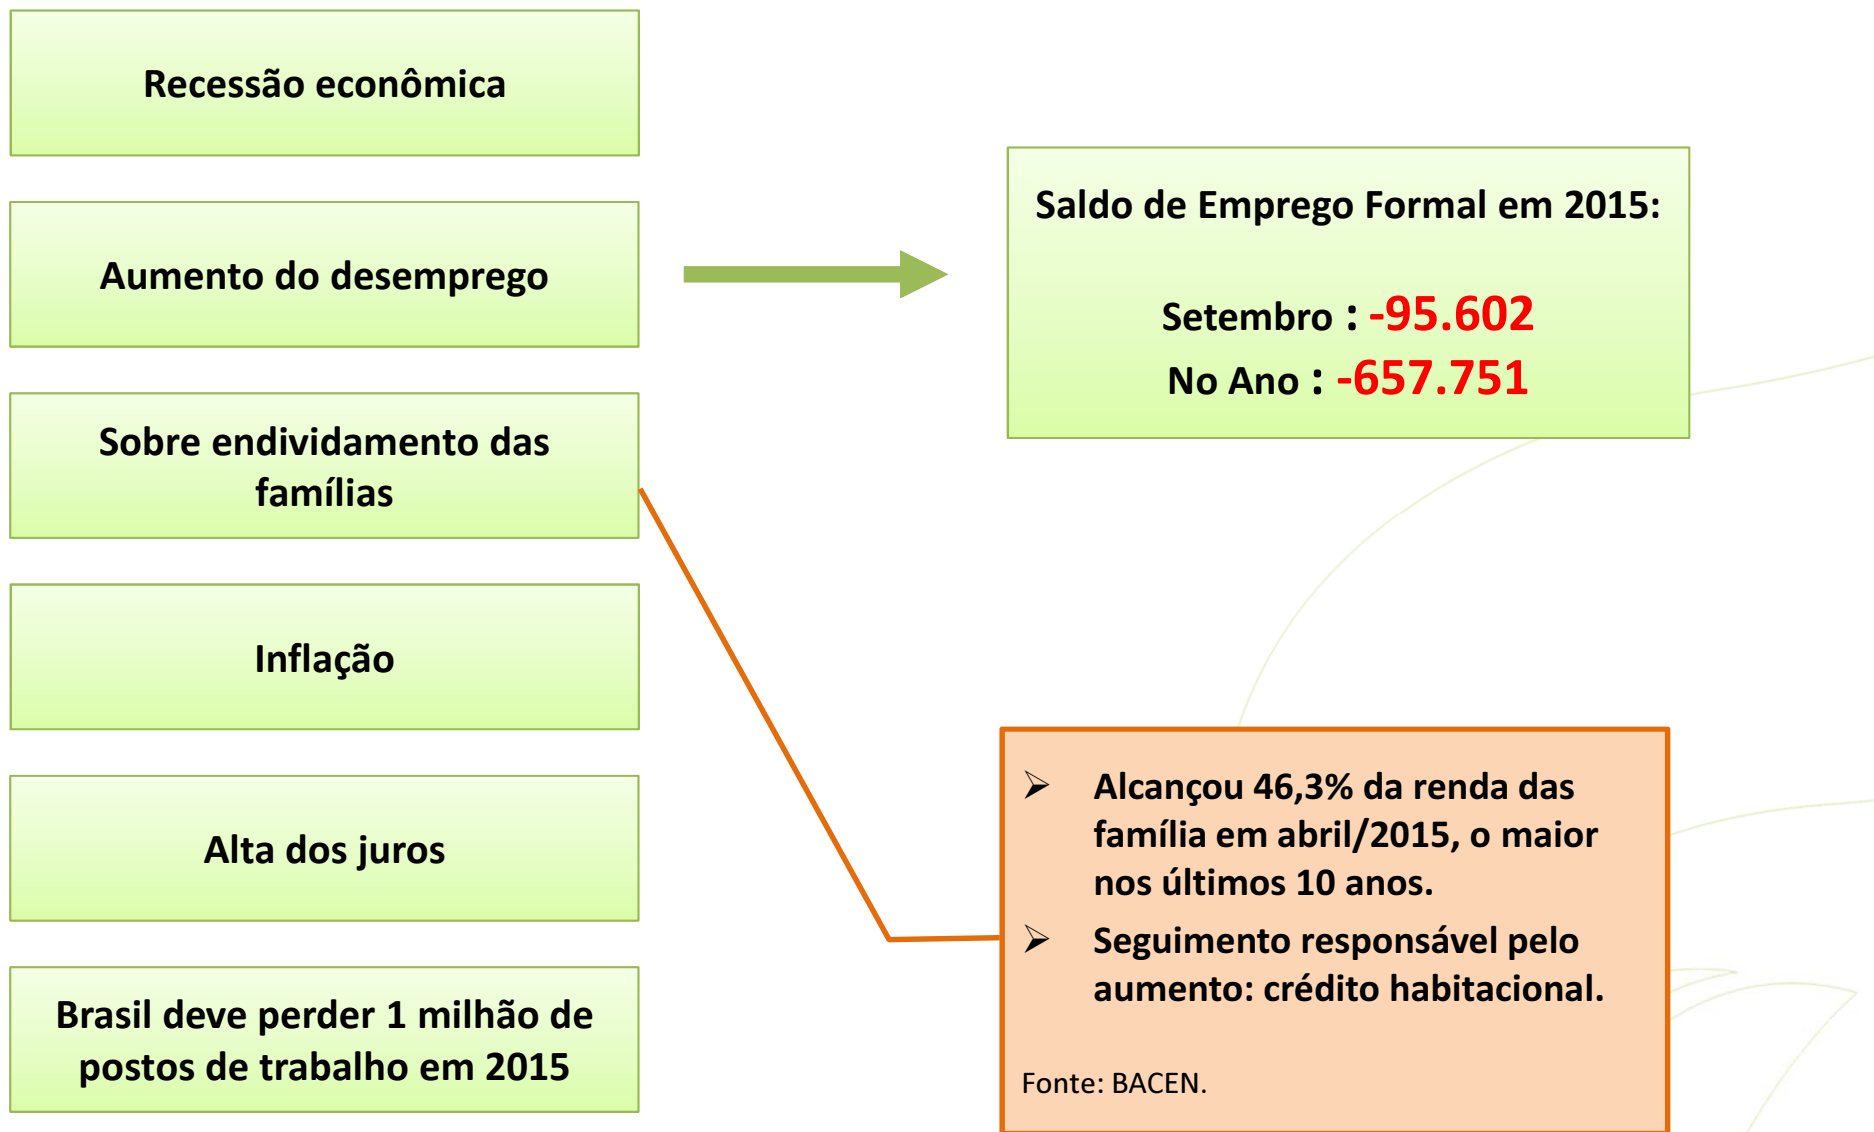 Recessão econômica
Aumento do desemprego
Sobre endividamento das
famílias
Inflação
Alta dos juros
Brasil deve perder 1 milhão de
postos de trabalho em 2015
Saldo de Emprego Formal em 2015:
Setembro : -95.602
No Ano : -657.751
➢ Alcançou 46,3% da renda das
família em abril/2015, o maior
nos últimos 10 anos.
➢ Seguimento responsável pelo
aumento: crédito habitacional.
Fonte: BACEN.